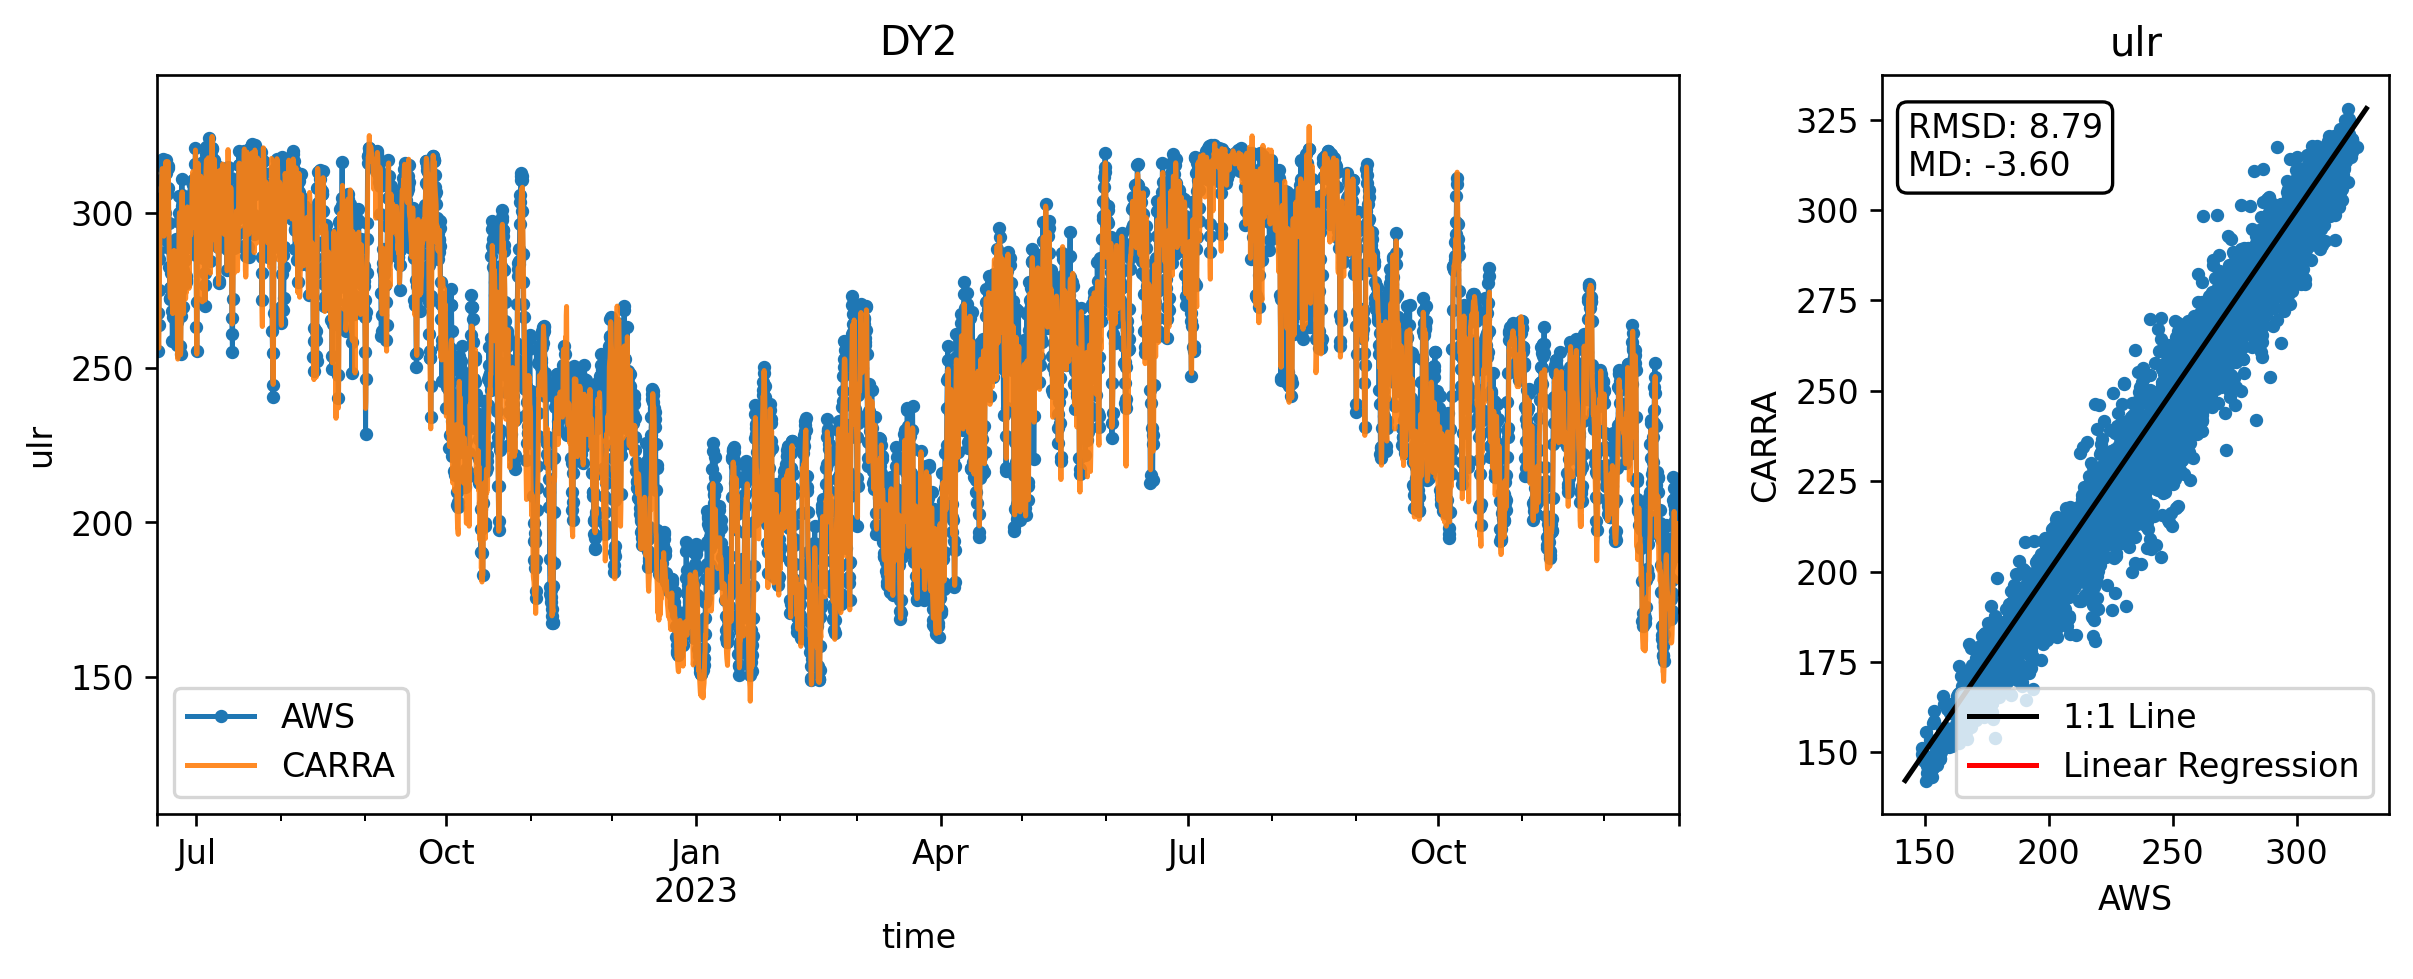 DY2
ulr
300
250
200
150
AWS
CARRA
Jul
Oct
Jan
2023
Apr
Jul
Oct
time
ulr
RMSD: 8.79
MD: -3.60
CARRA
325
300
275
250
225
200
175
150
1:1 Line
Linear Regression
150
200
250
300
AWS